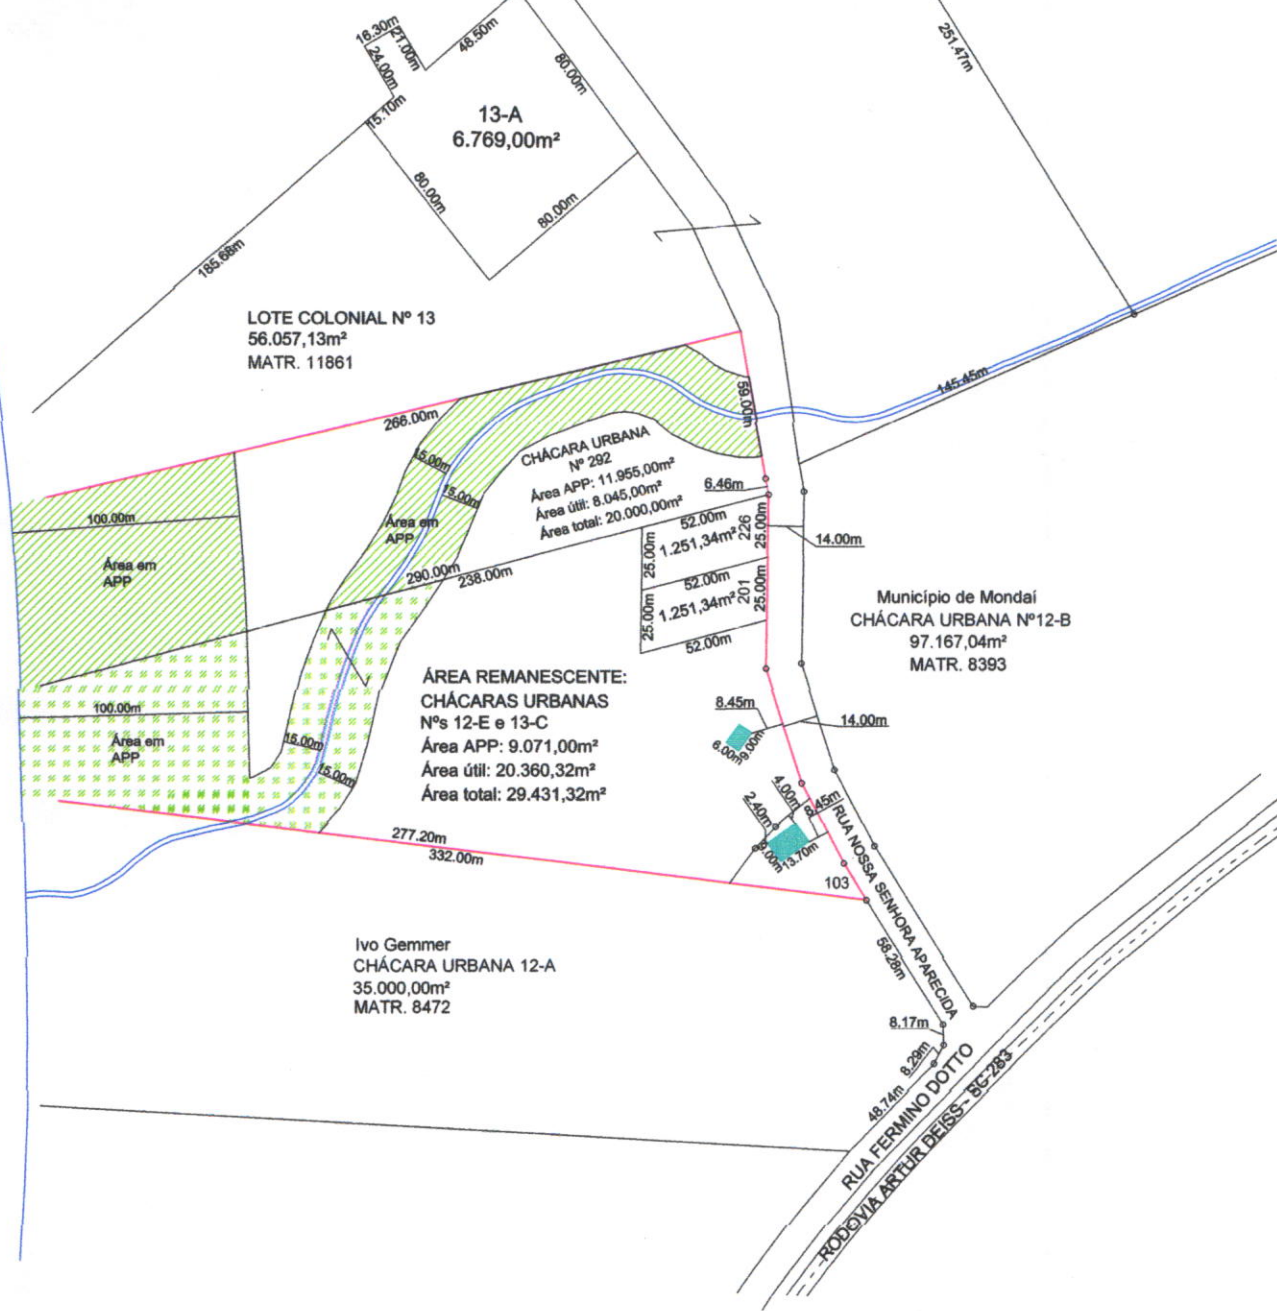 16.30m
21.00m
24.00m
15.10m
48.50m
80.00m
251.47m
13-A
6.769,00m²
80.00m
80.00m
185.68m
LOTE COLONIAL Nº 13
56.057,13m²
MATR. 11861
145.45m
59.00m
266.00m
CHÁCARA URBANA
Nº 292
Área APP: 11.955,00m²
Área útil: 8.045,00m²
Área total: 20.000,00m²
15.00m
15.00m
6.46m
100.00m
Área em
APP
Área em
APP
52.00m
226
25.00m
25.00m
1.251,34m²
14.00m
290.00m
238.00m
52.00m
201
25.00m
25.00m
1.251,34m²
52.00m
Município de Mondaí
CHÁCARA URBANA Nº12-B
97.167,04m²
MATR. 8393
ÁREA REMANESCENTE:
CHÁCARAS URBANAS
Nºs 12-E e 13-C
Área APP: 9.071,00m²
Área útil: 20.360,32m²
Área total: 29.431,32m²
100.00m
Área em
APP
15.00m
15.00m
8.45m
14.00m
6.00m
9.00m
4.00m
2.40m
8.45m
9.00m
13.70m
103
277.20m
332.00m
RUA NOSSA SENHORA APARECIDA
58.28m
Ivo Gemmer
CHÁCARA URBANA 12-A
35.000,00m²
MATR. 8472
8.17m
8.29m
48.74m
RUA FERMINO DOTTO
RODOVIA ARTUR DEISS - SC-283